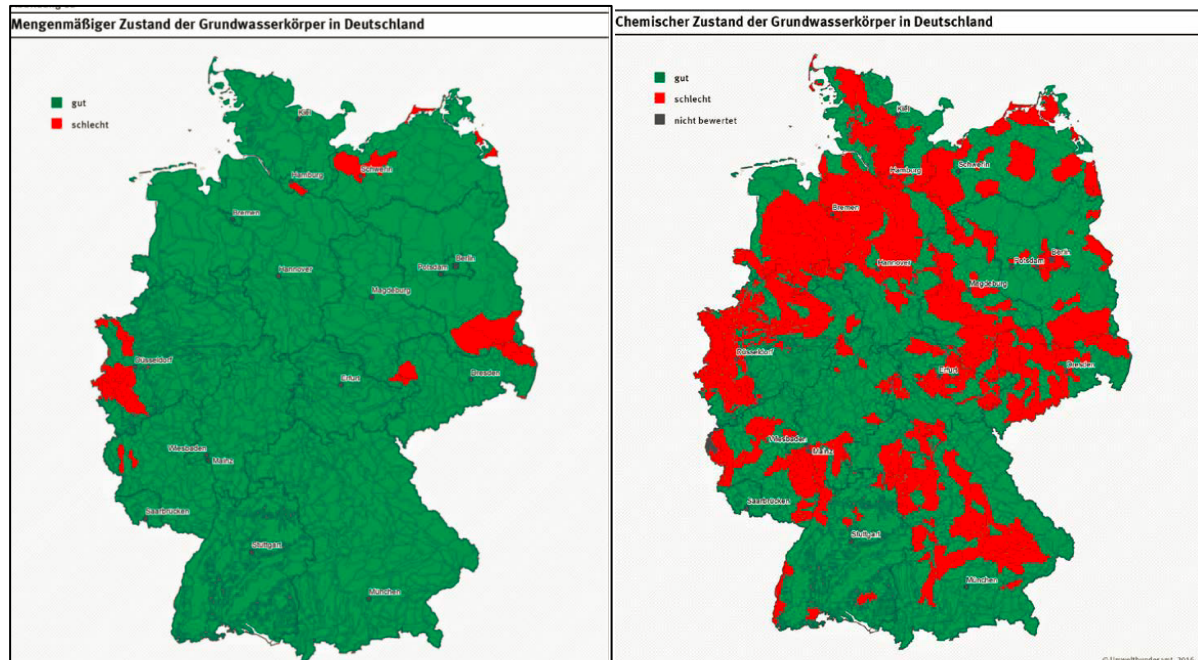 Mengenmäßiger Zustand der Grundwasserkörper in Deutschland
gut
schlecht
Kiel
Hamburg
Schwerin
Bremen
Hannover
Berlin
Potsdam
Magdeburg
Düsseldorf
Erfurt
Dresden
Wiesbaden
Mainz
Saarbrücken
Stuttgart
München
Chemischer Zustand der Grundwasserkörper in Deutschland
gut
schlecht
nicht bewertet
Kiel
Hamburg
Schwerin
Bremen
Hannover
Berlin
Potsdam
Magdeburg
Düsseldorf
Erfurt
Dresden
Wiesbaden
Mainz
Saarbrücken
Stuttgart
München